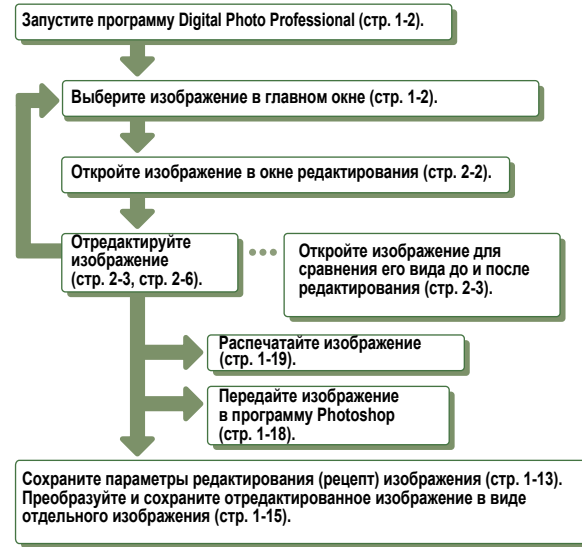 Запустите программу Digital Photo Professional (стр. 1-2).
Выберите изображение в главном окне (стр. 1-2).
Откройте изображение в окне редактирования (стр. 2-2).
Отредактируйте
изображение
(стр. 2-3, стр. 2-6).
Откройте изображение для
сравнения его вида до и после
редактирования (стр. 2-3).
Распечатайте изображение
(стр. 1-19).
Передайте изображение
в программу Photoshop
(стр. 1-18).
Сохраните параметры редактирования (рецепт) изображения (стр. 1-13).
Преобразуйте и сохраните отредактированное изображение в виде
отдельного изображения (стр. 1-15).